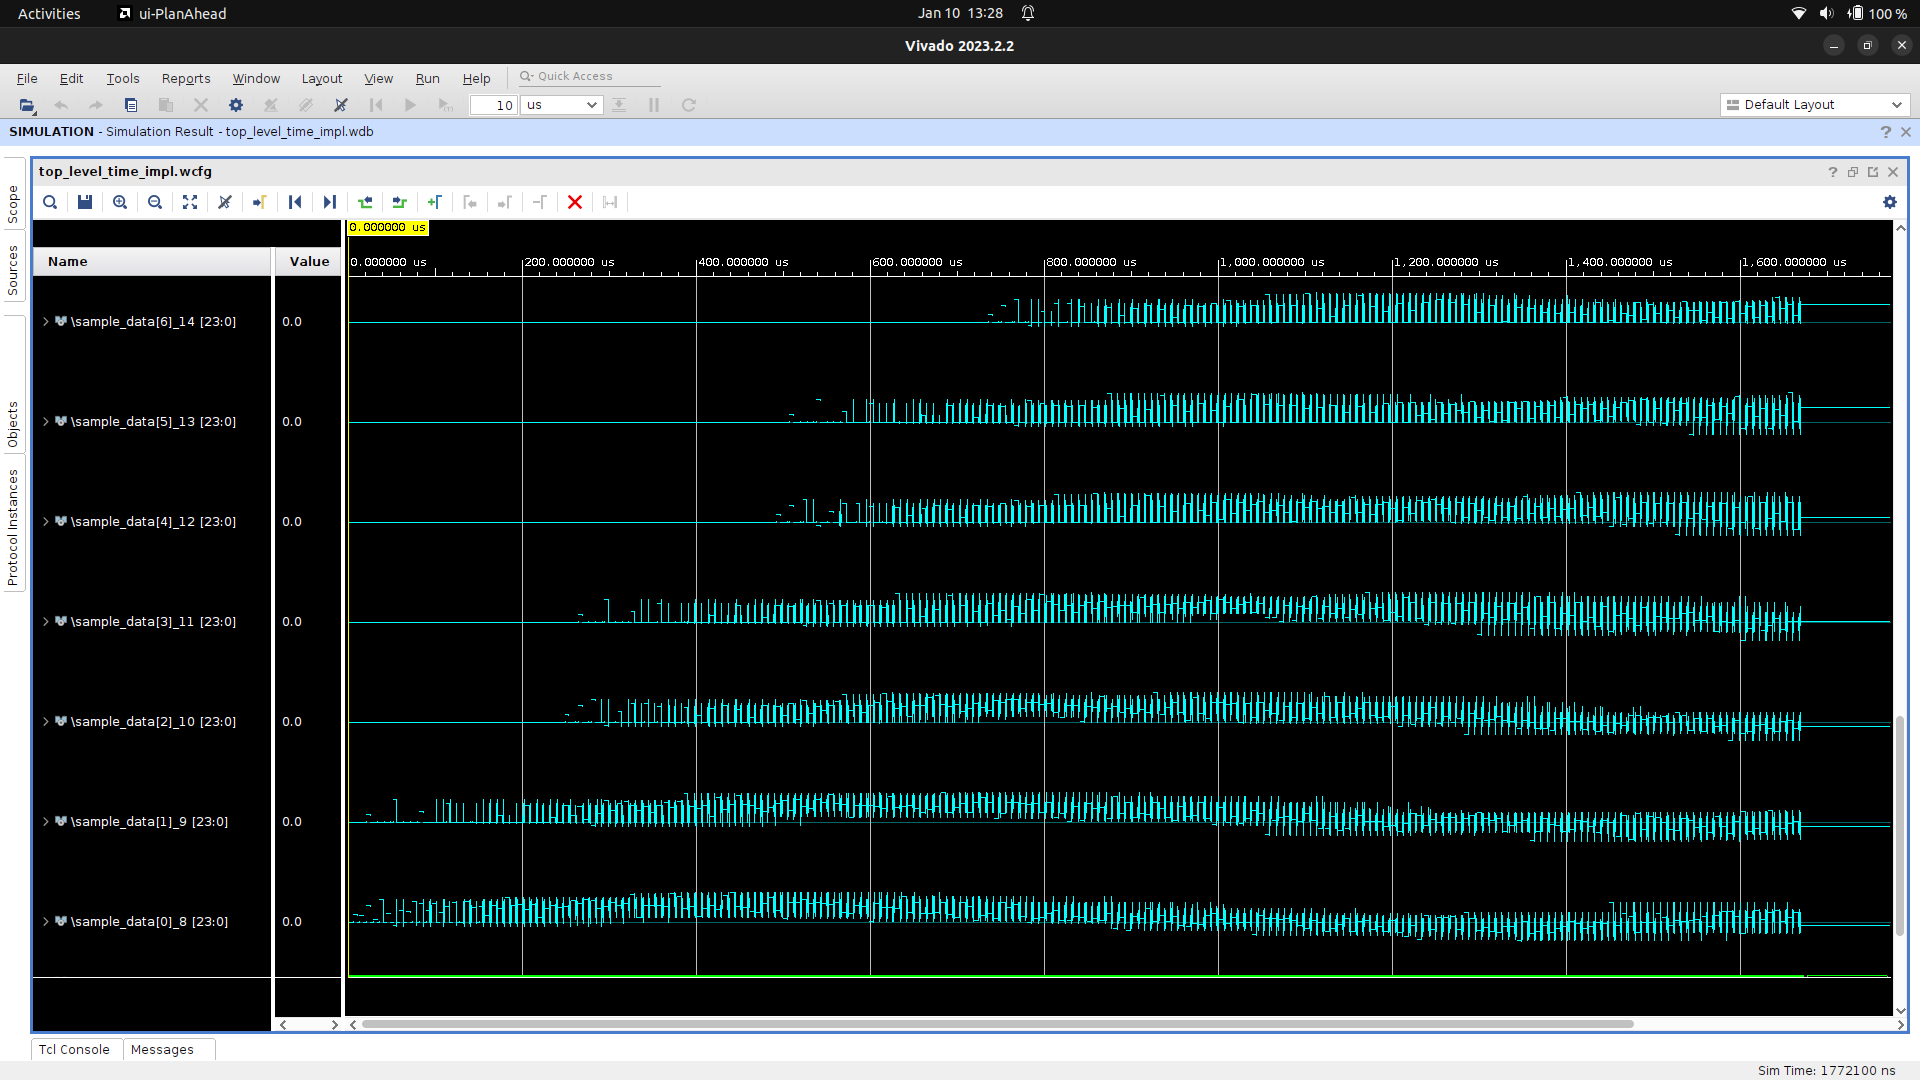 Activities ui-PlanAhead Jan 10 13:28 100 %
Vivado 2023.2.2
File Edit Tools Reports Window Layout View Run Help Quick Access
10 us Default Layout
SIMULATION - Simulation Result - top_level_time_impl.wdb
top_level_time_impl.wcfg
Scope
Sources
Objects
Protocol Instances
0.000000 us
Name Value
0.000000 us 200.000000 us 400.000000 us 600.000000 us 800.000000 us 1,000.000000 us 1,200.000000 us 1,400.000000 us 1,600.000000 us
\sample_data[6]_14 [23:0] 0.0
\sample_data[5]_13 [23:0] 0.0
\sample_data[4]_12 [23:0] 0.0
\sample_data[3]_11 [23:0] 0.0
\sample_data[2]_10 [23:0] 0.0
\sample_data[1]_9 [23:0] 0.0
\sample_data[0]_8 [23:0] 0.0
Tcl Console Messages
Sim Time: 1772100 ns